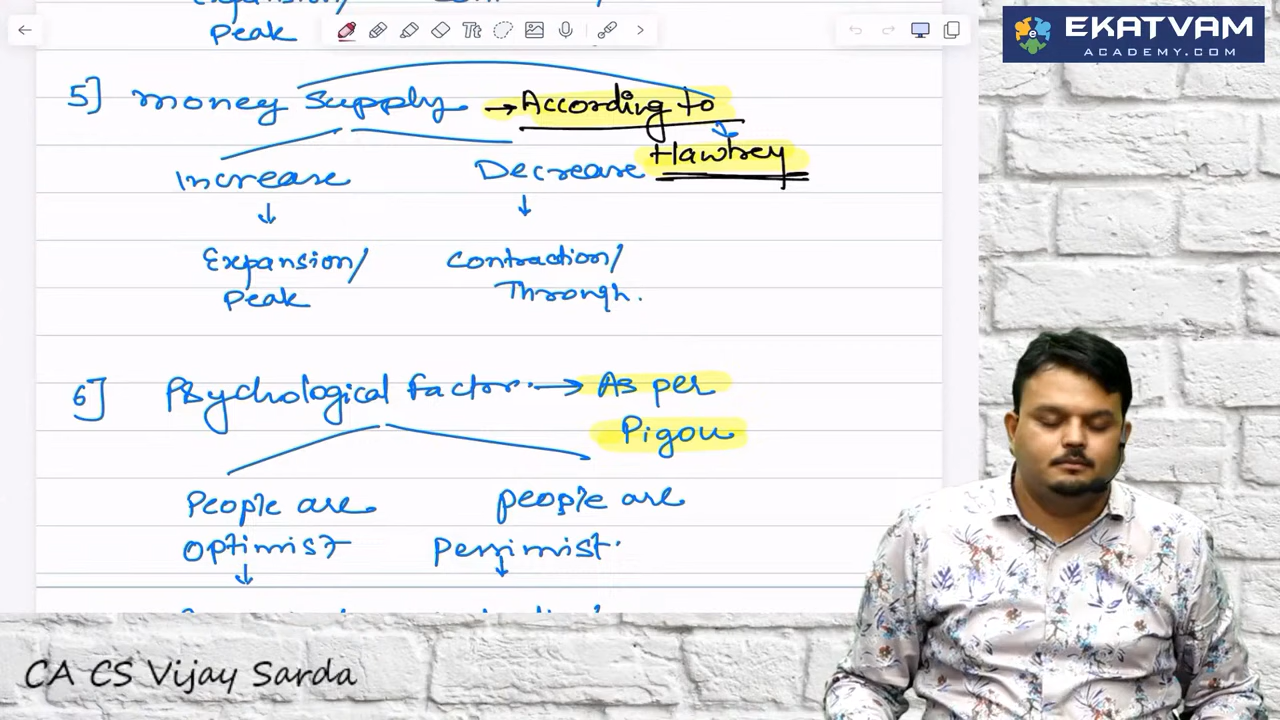 Peak
Tt
EKATVAM
ACADEMY.COM
5] Money Supply → According to
Hawtrey
Increase Decrease
↓ ↓
Expansion/ Contraction/
Peak Through.
6] Psychological factor. → As per
Pigou
People are people are
Optimist Pessimist.
CA CS Vijay Sarda